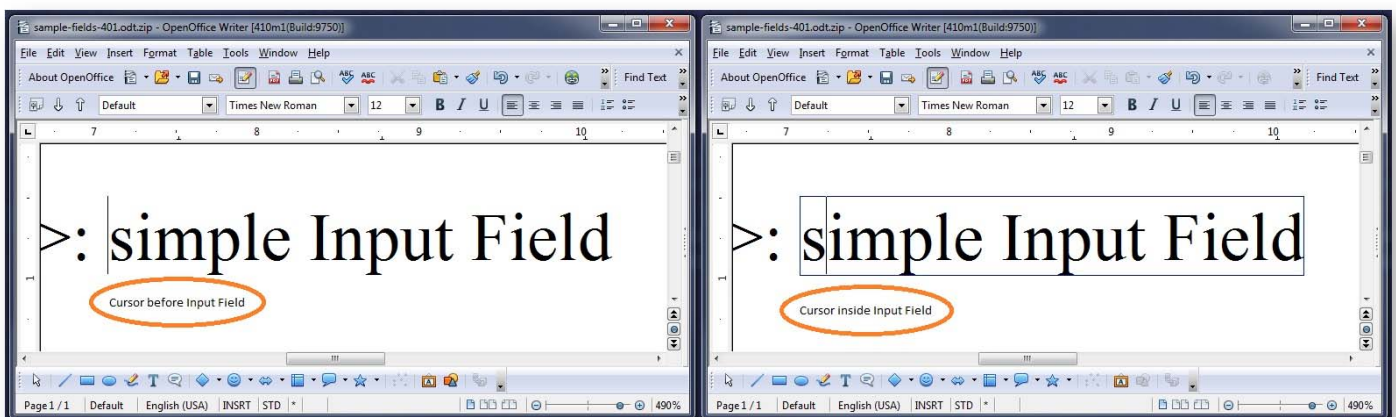 sample-fields-401.odt.zip - OpenOffice Writer [410m1(Build:9750)]
File Edit View Insert Format Table Tools Window Help
About OpenOffice Find Text
Default Times New Roman 12 B I U
7 8 9 10
>: simple Input Field
1
Cursor before Input Field
Page 1 / 1 Default English (USA) INSRT STD * 490%
sample-fields-401.odt.zip - OpenOffice Writer [410m1(Build:9750)]
File Edit View Insert Format Table Tools Window Help
About OpenOffice Find Text
Default Times New Roman 12 B I U
7 8 9 10
>: simple Input Field
1
Cursor inside Input Field
Page 1 / 1 Default English (USA) INSRT STD * 490%